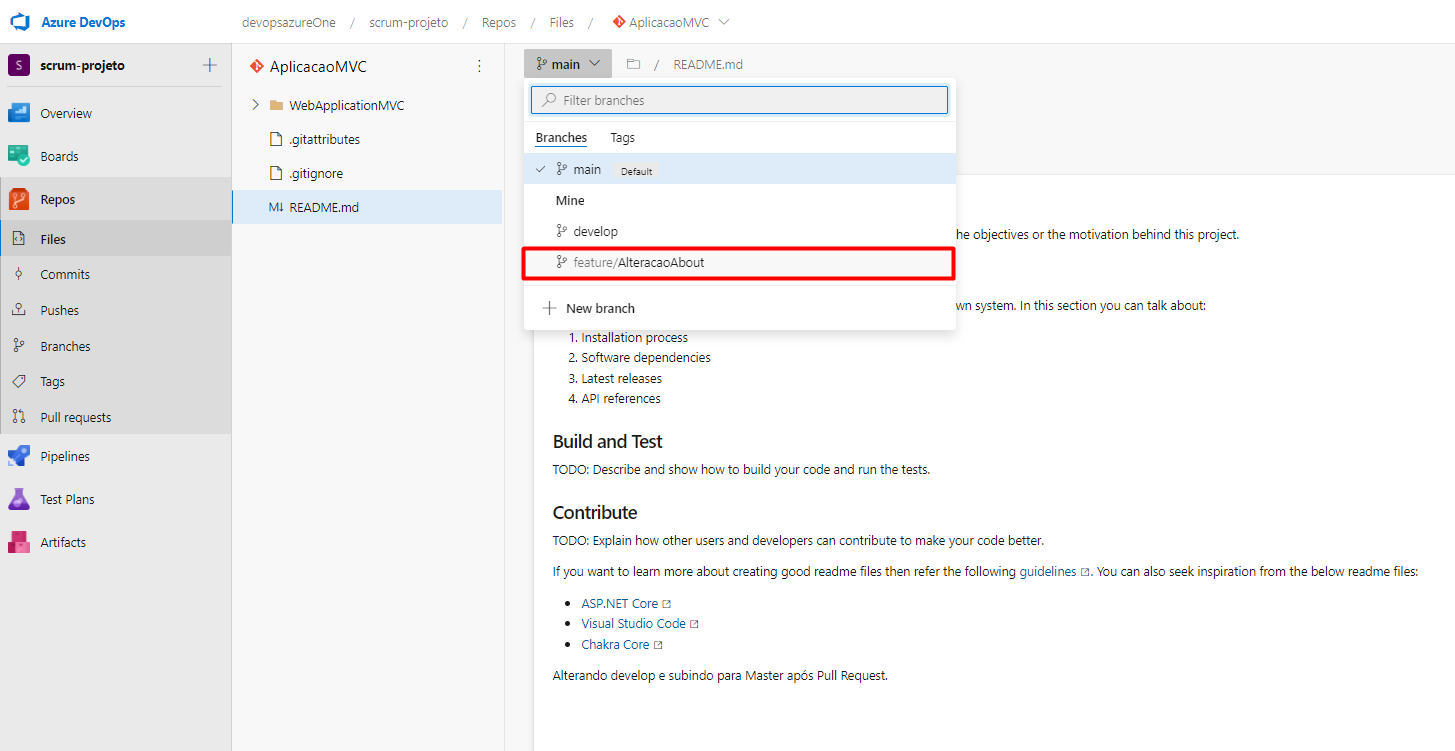 Azure DevOps
devopsazureOne / scrum-projeto / Repos / Files / AplicacaoMVC
S scrum-projeto
Overview
Boards
Repos
Files
Commits
Pushes
Branches
Tags
Pull requests
Pipelines
Test Plans
Artifacts
AplicacaoMVC
WebApplicationMVC
.gitattributes
.gitignore
M↓ README.md
main / README.md
Filter branches
Branches Tags
main Default
Mine
develop
feature/AlteracaoAbout
New branch
he objectives or the motivation behind this project.
wn system. In this section you can talk about:
1. Installation process
2. Software dependencies
3. Latest releases
4. API references
Build and Test
TODO: Describe and show how to build your code and run the tests.
Contribute
TODO: Explain how other users and developers can contribute to make your code better.
If you want to learn more about creating good readme files then refer the following guidelines. You can also seek inspiration from the below readme files:
• ASP.NET Core
• Visual Studio Code
• Chakra Core
Alterando develop e subindo para Master após Pull Request.